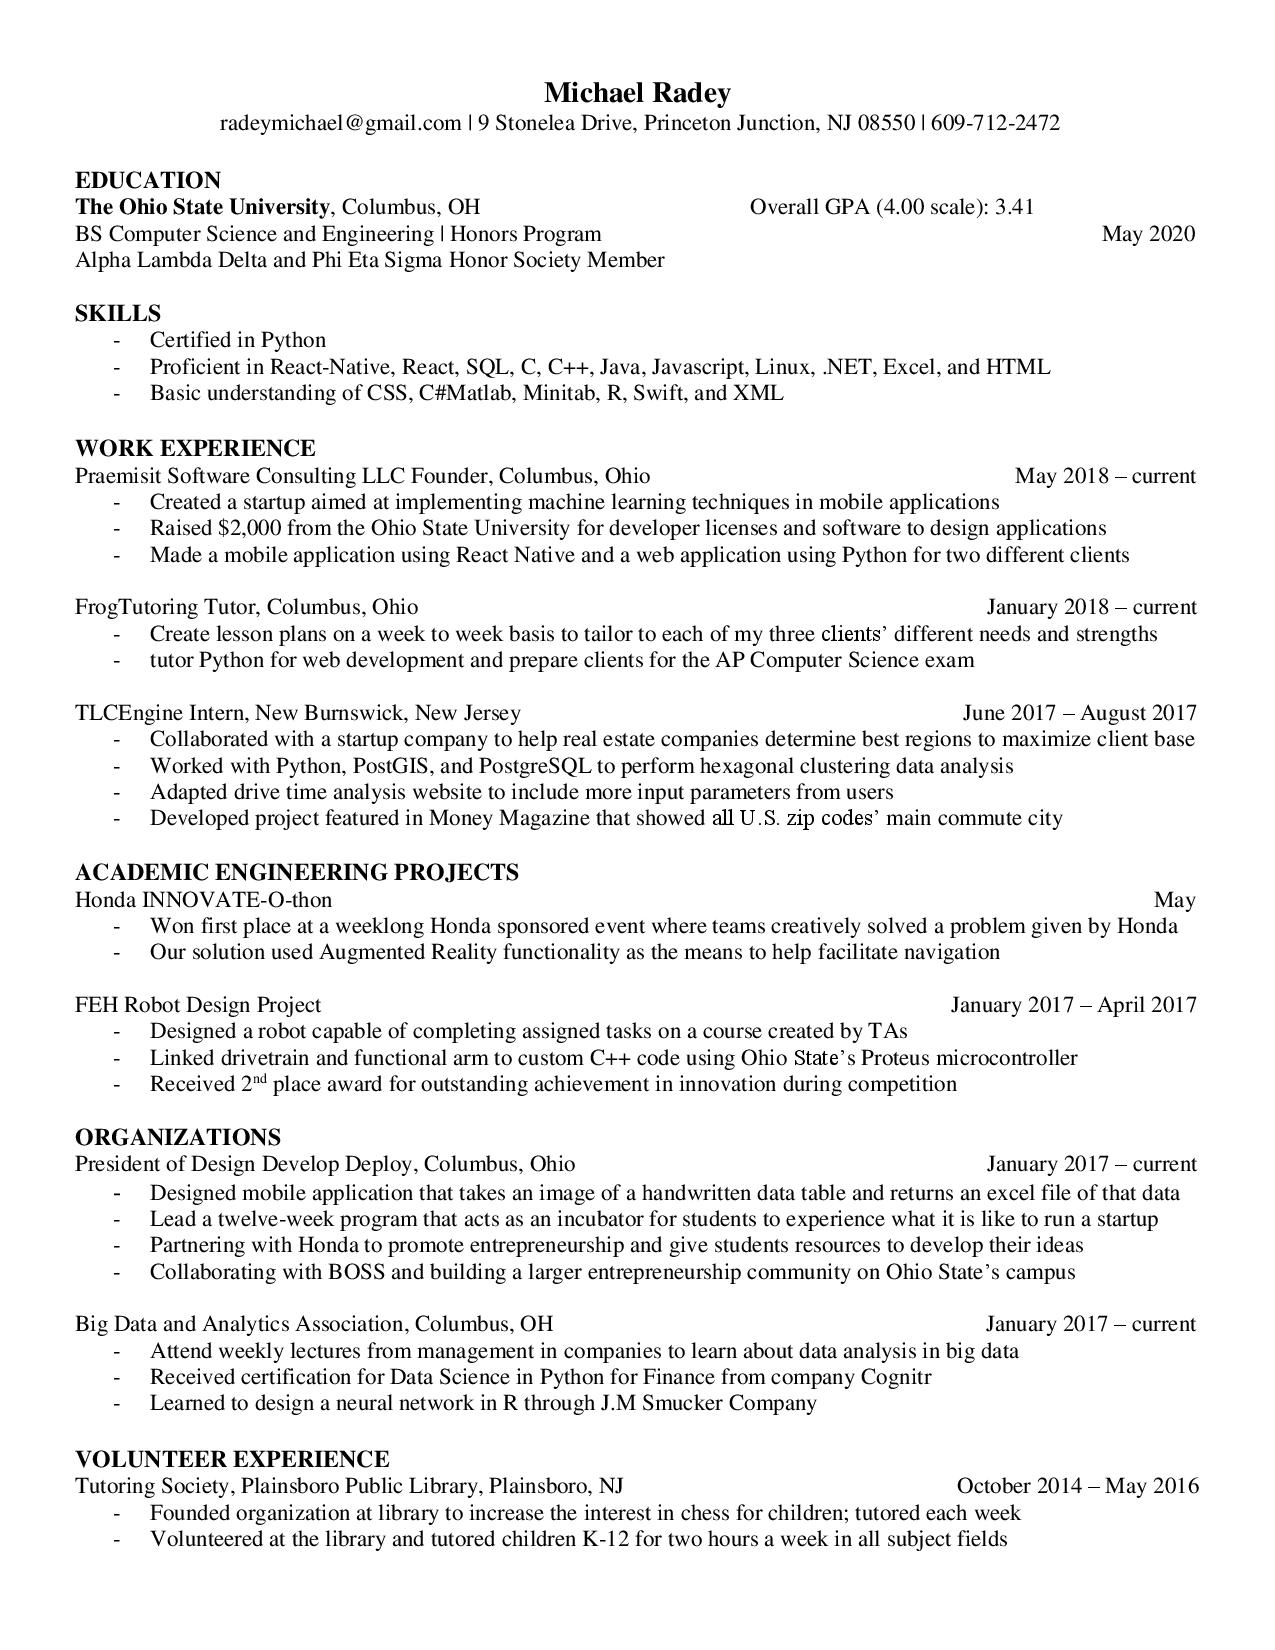 Michael Radey
radeymichael@gmail.com | 9 Stonelea Drive, Princeton Junction, NJ 08550 | 609-712-2472
EDUCATION
The Ohio State University, Columbus, OH Overall GPA (4.00 scale): 3.41
BS Computer Science and Engineering | Honors Program May 2020
Alpha Lambda Delta and Phi Eta Sigma Honor Society Member
SKILLS
- Certified in Python
- Proficient in React-Native, React, SQL, C, C++, Java, Javascript, Linux, .NET, Excel, and HTML
- Basic understanding of CSS, C#Matlab, Minitab, R, Swift, and XML
WORK EXPERIENCE
Praemisit Software Consulting LLC Founder, Columbus, Ohio May 2018 – current
- Created a startup aimed at implementing machine learning techniques in mobile applications
- Raised $2,000 from the Ohio State University for developer licenses and software to design applications
- Made a mobile application using React Native and a web application using Python for two different clients
FrogTutoring Tutor, Columbus, Ohio January 2018 – current
- Create lesson plans on a week to week basis to tailor to each of my three clients’ different needs and strengths
- tutor Python for web development and prepare clients for the AP Computer Science exam
TLCEngine Intern, New Burnswick, New Jersey June 2017 – August 2017
- Collaborated with a startup company to help real estate companies determine best regions to maximize client base
- Worked with Python, PostGIS, and PostgreSQL to perform hexagonal clustering data analysis
- Adapted drive time analysis website to include more input parameters from users
- Developed project featured in Money Magazine that showed all U.S. zip codes’ main commute city
ACADEMIC ENGINEERING PROJECTS
Honda INNOVATE-O-thon May
- Won first place at a weeklong Honda sponsored event where teams creatively solved a problem given by Honda
- Our solution used Augmented Reality functionality as the means to help facilitate navigation
FEH Robot Design Project January 2017 – April 2017
- Designed a robot capable of completing assigned tasks on a course created by TAs
- Linked drivetrain and functional arm to custom C++ code using Ohio State’s Proteus microcontroller
- Received 2nd place award for outstanding achievement in innovation during competition
ORGANIZATIONS
President of Design Develop Deploy, Columbus, Ohio January 2017 – current
- Designed mobile application that takes an image of a handwritten data table and returns an excel file of that data
- Lead a twelve-week program that acts as an incubator for students to experience what it is like to run a startup
- Partnering with Honda to promote entrepreneurship and give students resources to develop their ideas
- Collaborating with BOSS and building a larger entrepreneurship community on Ohio State’s campus
Big Data and Analytics Association, Columbus, OH January 2017 – current
- Attend weekly lectures from management in companies to learn about data analysis in big data
- Received certification for Data Science in Python for Finance from company Cognitr
- Learned to design a neural network in R through J.M Smucker Company
VOLUNTEER EXPERIENCE
Tutoring Society, Plainsboro Public Library, Plainsboro, NJ October 2014 – May 2016
- Founded organization at library to increase the interest in chess for children; tutored each week
- Volunteered at the library and tutored children K-12 for two hours a week in all subject fields